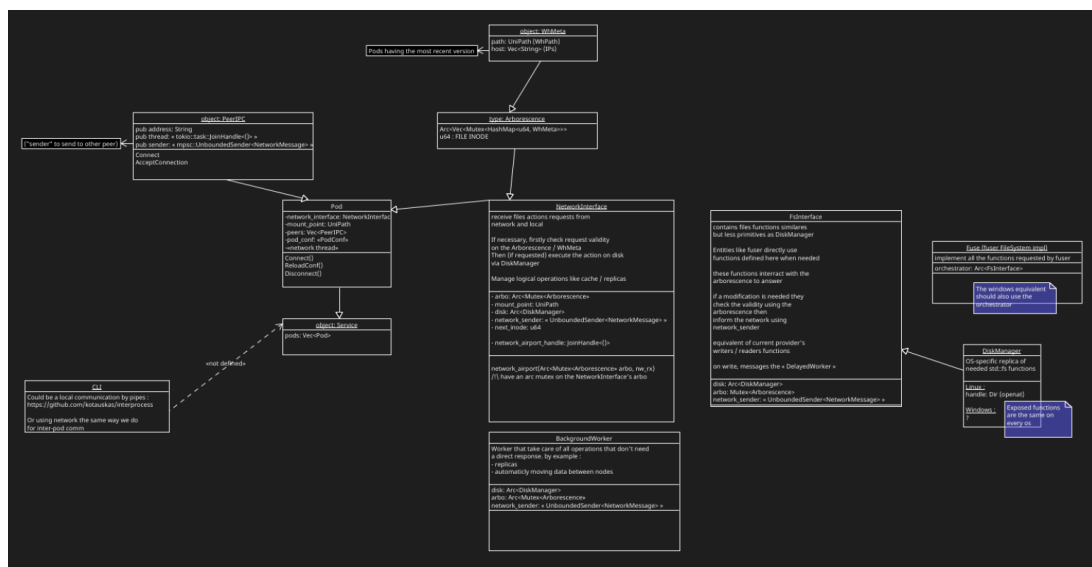 object: WhMeta
path: UniPath (WhPath)
host: Vec<String> (IPs)
Pods having the most recent version
object: PeerIPC
pub address: String
pub thread: « tokio::task::JoinHandle<()> »
pub sender: « mpsc::UnboundedSender<NetworkMessage> »
Connect
AcceptConnection
("sender" to send to other peer)
type: Arborescence
Arc<Vec<Mutex<HashMap<u64, WhMeta>>>
u64 : FILE INODE
Pod
-network_interface: NetworkInterfac
-mount_point: UniPath
-peers: Vec<PeerIPC>
-pod_conf: «PodConf»
-«network thread»
Connect()
ReloadConf()
Disconnect()
NetworkInterface
receive files actions requests from
network and local
If necessary, firstly check request validity
on the Arborescence / WhMeta
Then (if requested) execute the action on disk
via DiskManager
Manage logical operations like cache / replicas
- arbo: Arc<Mutex<Arborescence»
- mount_point: UniPath
- disk: Arc<DiskManager>
- network_sender: « UnboundedSender<NetworkMessage> »
- next_inode: u64
- network_airport_handle: JoinHandle<()>
network_airport(Arc<Mutex<Arborescence» arbo, nw_rx)
/!\ have an arc mutex on the NetworkInterface's arbo
FsInterface
contains files functions similares
but less primitives as DiskManager
Entities like fuser directly use
functions defined here when needed
these functions interract with the
arborescence to answer
if a modification is needed they
check the validity using the
arborescence then
inform the network using
network_sender
equivalent of current provider's
writers / readers functions
on write, messages the « DelayedWorker »
disk: Arc<DiskManager>
arbo: Mutex<Arborescence>
network_sender: « UnboundedSender<NetworkMessage> »
Fuse (fuser FileSystem impl)
implement all the functions requested by fuser
orchestrator: Arc<FsInterface>
The windows equivalent
should also use the
orchestrator
object: Service
pods: Vec<Pod>
«not defined»
CLI
Could be a local communication by pipes :
https://github.com/kotauskas/interprocess
Or using network the same way we do
for inter-pod comm
DiskManager
OS-specific replica of
needed std::fs functions
Linux :
handle: Dir (openat)
Windows :
?
Exposed functions
are the same on
every os
BackgroundWorker
Worker that take care of all operations that don't need
a direct response. by example :
- replicas
- automaticly moving data between nodes
disk: Arc<DiskManager>
arbo: Arc<Mutex<Arborescence»
network_sender: « UnboundedSender<NetworkMessage> »